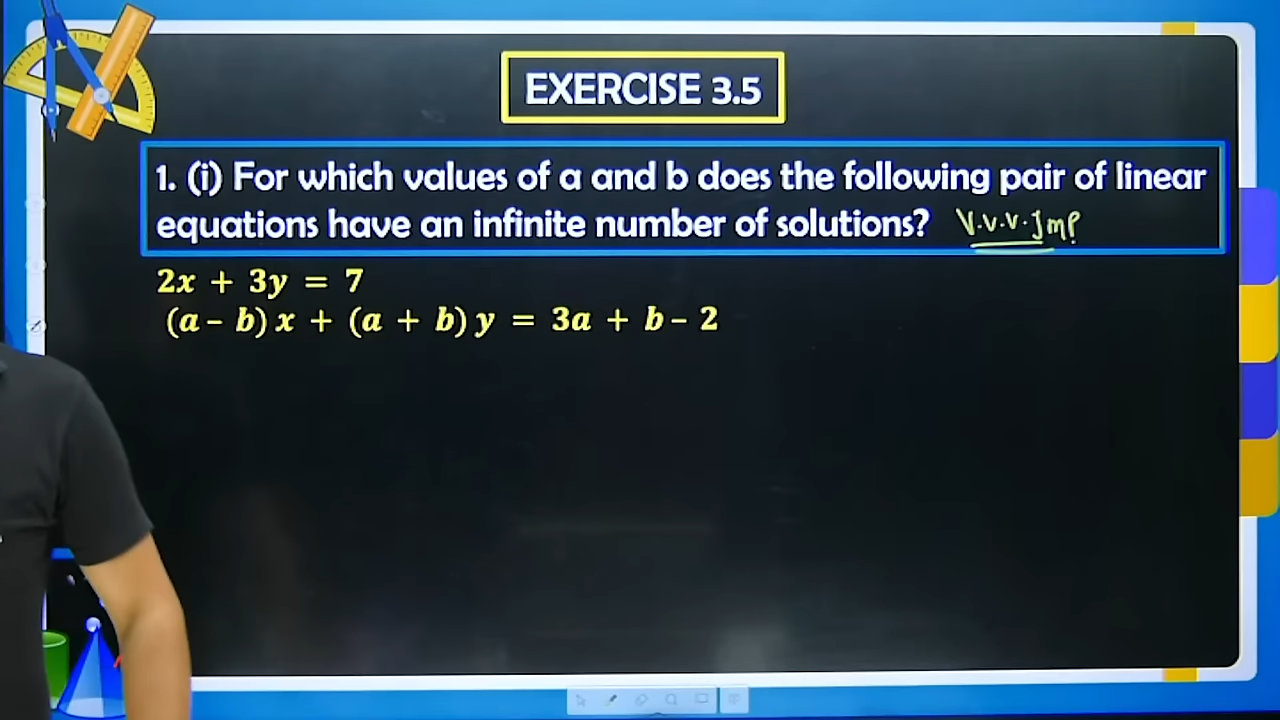 EXERCISE 3.5
1. (i) For which values of a and b does the following pair of linear
equations have an infinite number of solutions? V.V.V.Imp
2x + 3y = 7
(a – b) x + (a + b) y = 3a + b – 2